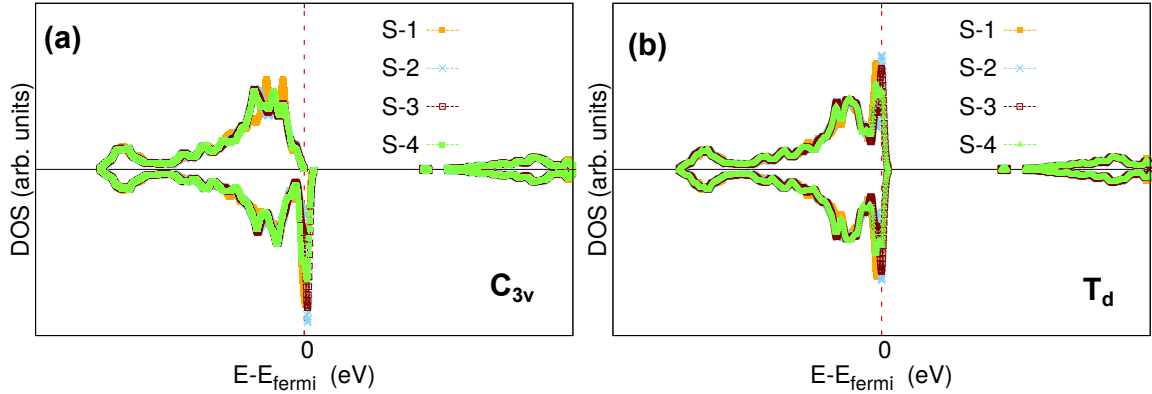 (a)
S-1
S-2
S-3
S-4
DOS (arb. units)
C3v
0
E-Efermi (eV)
(b)
S-1
S-2
S-3
S-4
DOS (arb. units)
Td
0
E-Efermi (eV)